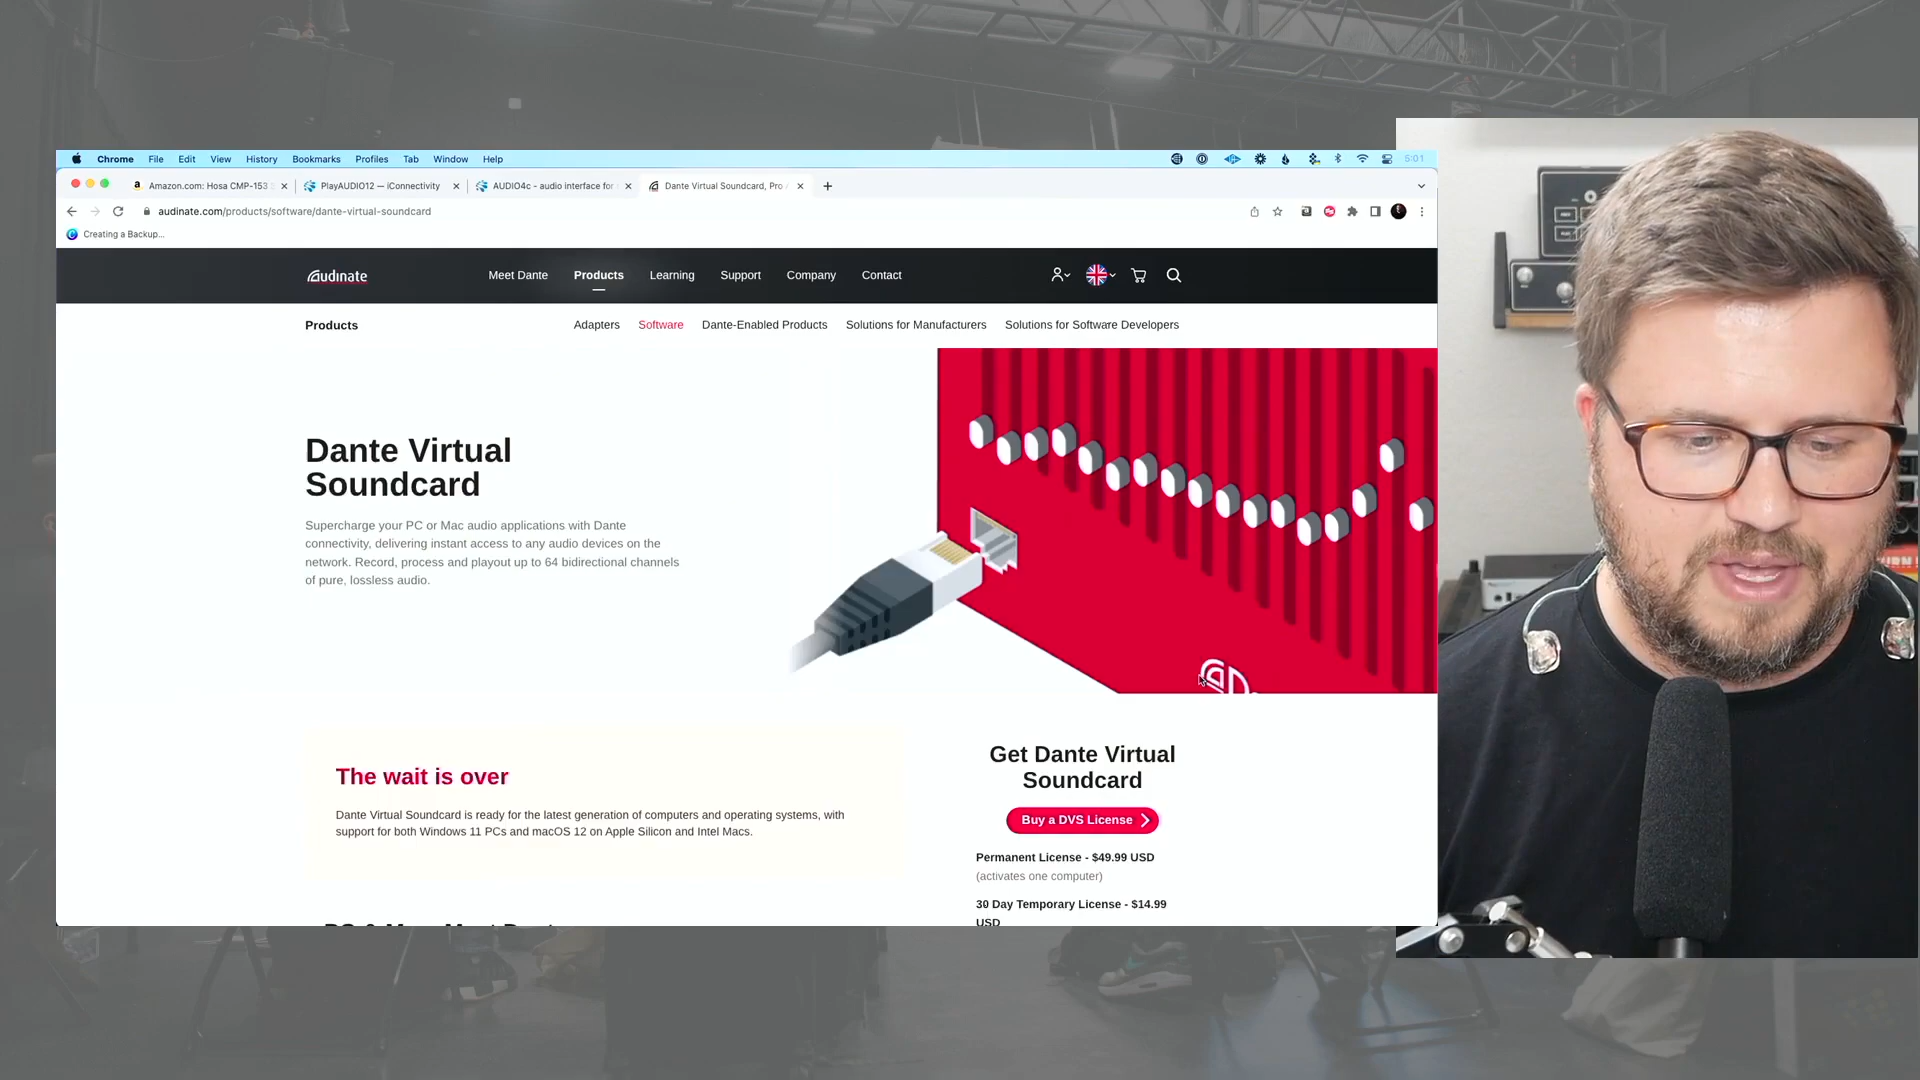 Chrome File Edit View History Bookmarks Profiles Tab Window Help 5:01
Amazon.com: Hosa CMP-153 PlayAUDIO12 — iConnectivity AUDIO4c - audio interface for Dante Virtual Soundcard, Pro
audinate.com/products/software/dante-virtual-soundcard
Creating a Backup...
Audinate Meet Dante Products Learning Support Company Contact
Products Adapters Software Dante-Enabled Products Solutions for Manufacturers Solutions for Software Developers
Dante Virtual
Soundcard
Supercharge your PC or Mac audio applications with Dante
connectivity, delivering instant access to any audio devices on the
network. Record, process and playout up to 64 bidirectional channels
of pure, lossless audio.
The wait is over
Dante Virtual Soundcard is ready for the latest generation of computers and operating systems, with
support for both Windows 11 PCs and macOS 12 on Apple Silicon and Intel Macs.
Get Dante Virtual
Soundcard
Buy a DVS License
Permanent License - $49.99 USD
(activates one computer)
30 Day Temporary License - $14.99
USD